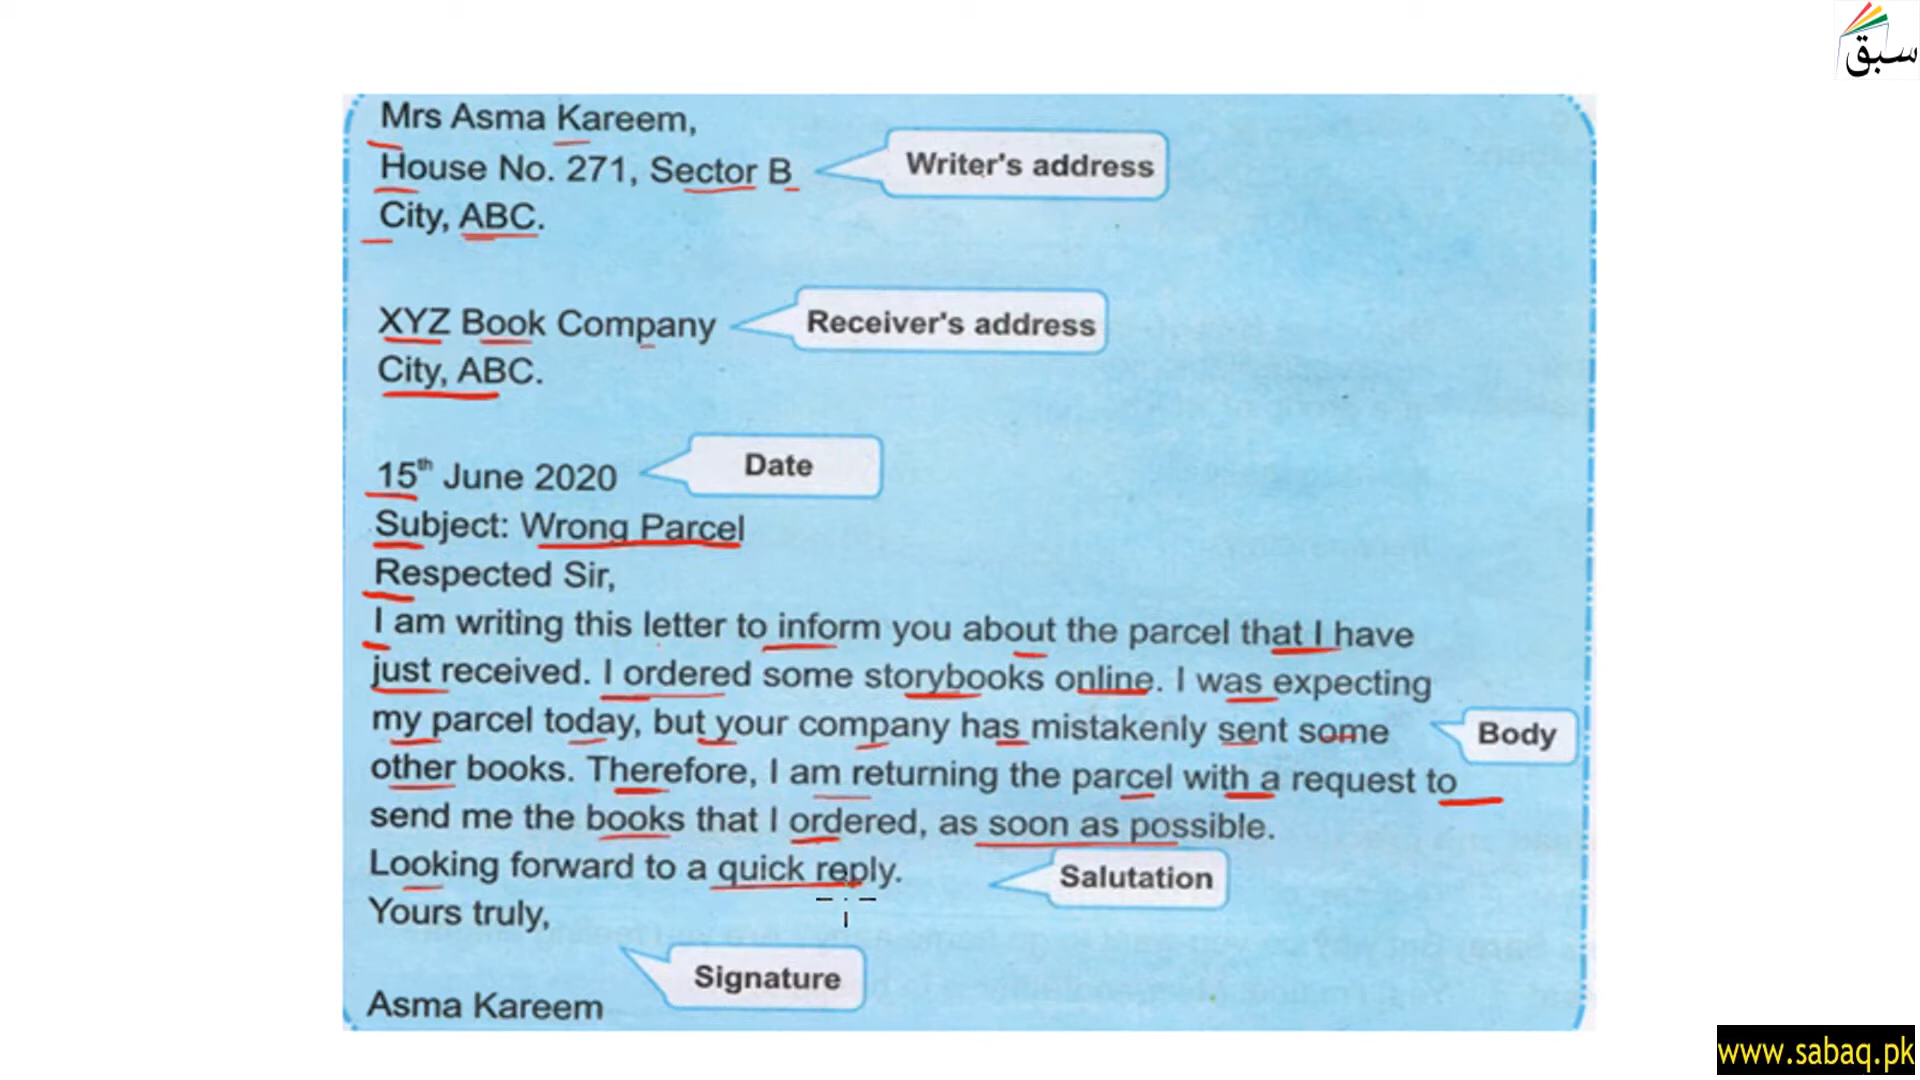 سبق
Mrs Asma Kareem,
House No. 271, Sector B
Writer's address
City, ABC.
XYZ Book Company
Receiver's address
City, ABC.
15th June 2020
Date
Subject: Wrong Parcel
Respected Sir,
I am writing this letter to inform you about the parcel that I have
just received. I ordered some storybooks online. I was expecting
my parcel today, but your company has mistakenly sent some
Body
other books. Therefore, I am returning the parcel with a request to
send me the books that I ordered, as soon as possible.
Looking forward to a quick reply.
Salutation
Yours truly,
Signature
Asma Kareem
www.sabaq.pk